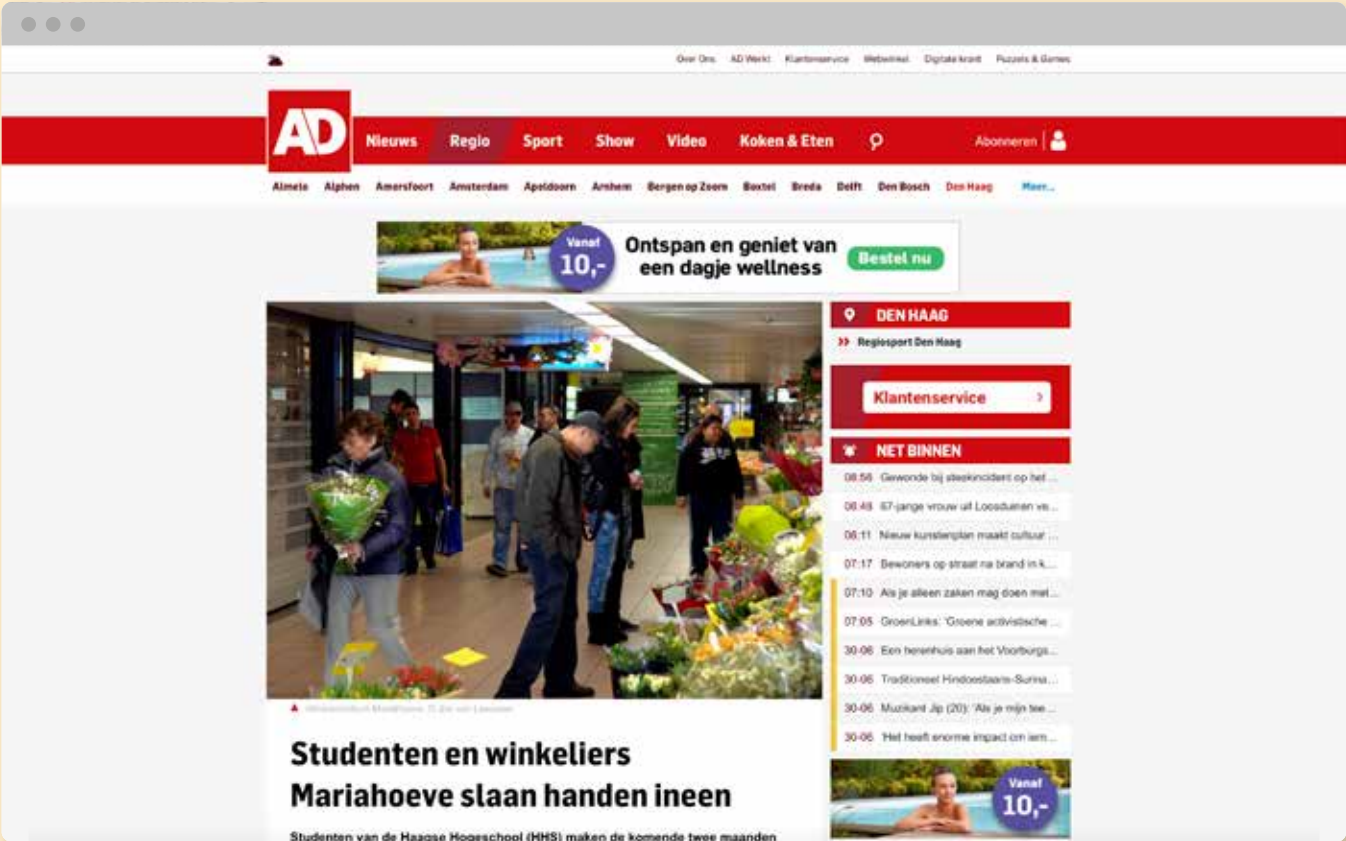 Over Ons AD Werkt Klantenservice Webwinkel Digitale krant Puzzels & Games
AD
Nieuws Regio Sport Show Video Koken & Eten
Abonneren
Almelo Alphen Amersfoort Amsterdam Apeldoorn Arnhem Bergen op Zoom Boxtel Breda Delft Den Bosch Den Haag Meer...
Vanaf
10,-
Ontspan en geniet van
een dagje wellness
Bestel nu
DEN HAAG
Regiosport Den Haag
Klantenservice
NET BINNEN
08:56 Gewonde bij steekincident op het ...
08:48 67-jarige vrouw uit Loosduinen ve...
08:11 Nieuw kunstenplan maakt cultuur ...
07:17 Bewoners op straat na brand in k...
07:10 Als je alleen zaken mag doen met...
07:05 GroenLinks: 'Groene activistische ...
30-06 Een herenhuis aan het Voorburgs...
30-06 Traditioneel Hindoestaans-Surina...
30-06 Muzikant Jip (20): 'Als je mijn tee...
30-06 'Het heeft enorme impact om iem...
Vanaf
10,-
Studenten en winkeliers
Mariahoeve slaan handen ineen
Studenten van de Haagse Hogeschool (HHS) maken de komende twee maanden